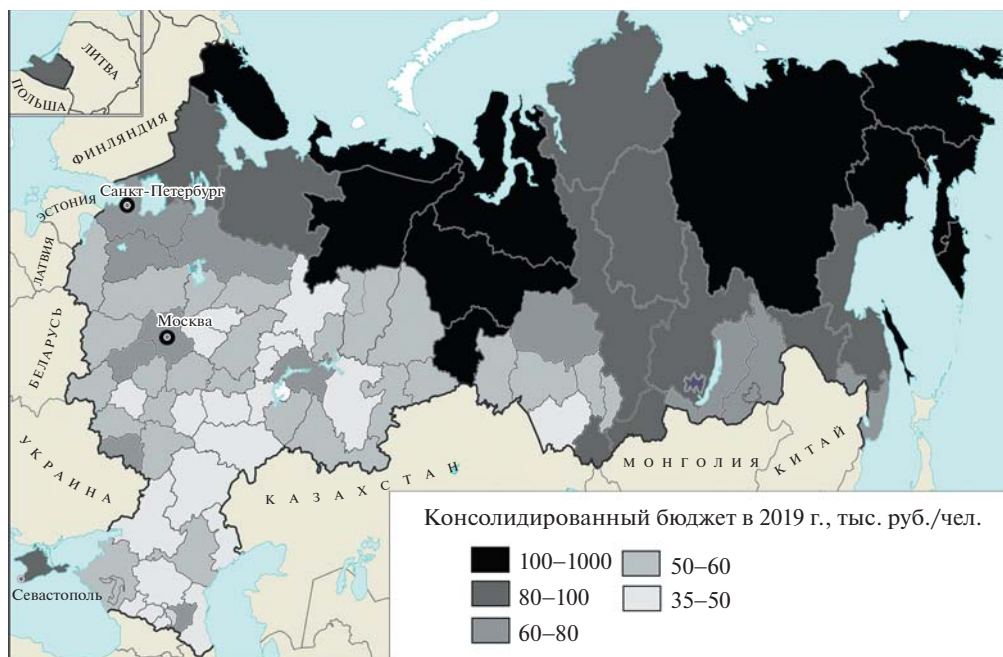 ЛИТВА
ПОЛЬША
ФИНЛЯНДИЯ
Санкт-Петербург
ЭСТОНИЯ
ЛАТВИЯ
Москва
БЕЛАРУСЬ
УКРАИНА
КАЗАХСТАН
МОНГОЛИЯ
КИТАЙ
Севастополь
Консолидированный бюджет в 2019 г., тыс. руб./чел.
100–1000
50–60
80–100
35–50
60–80